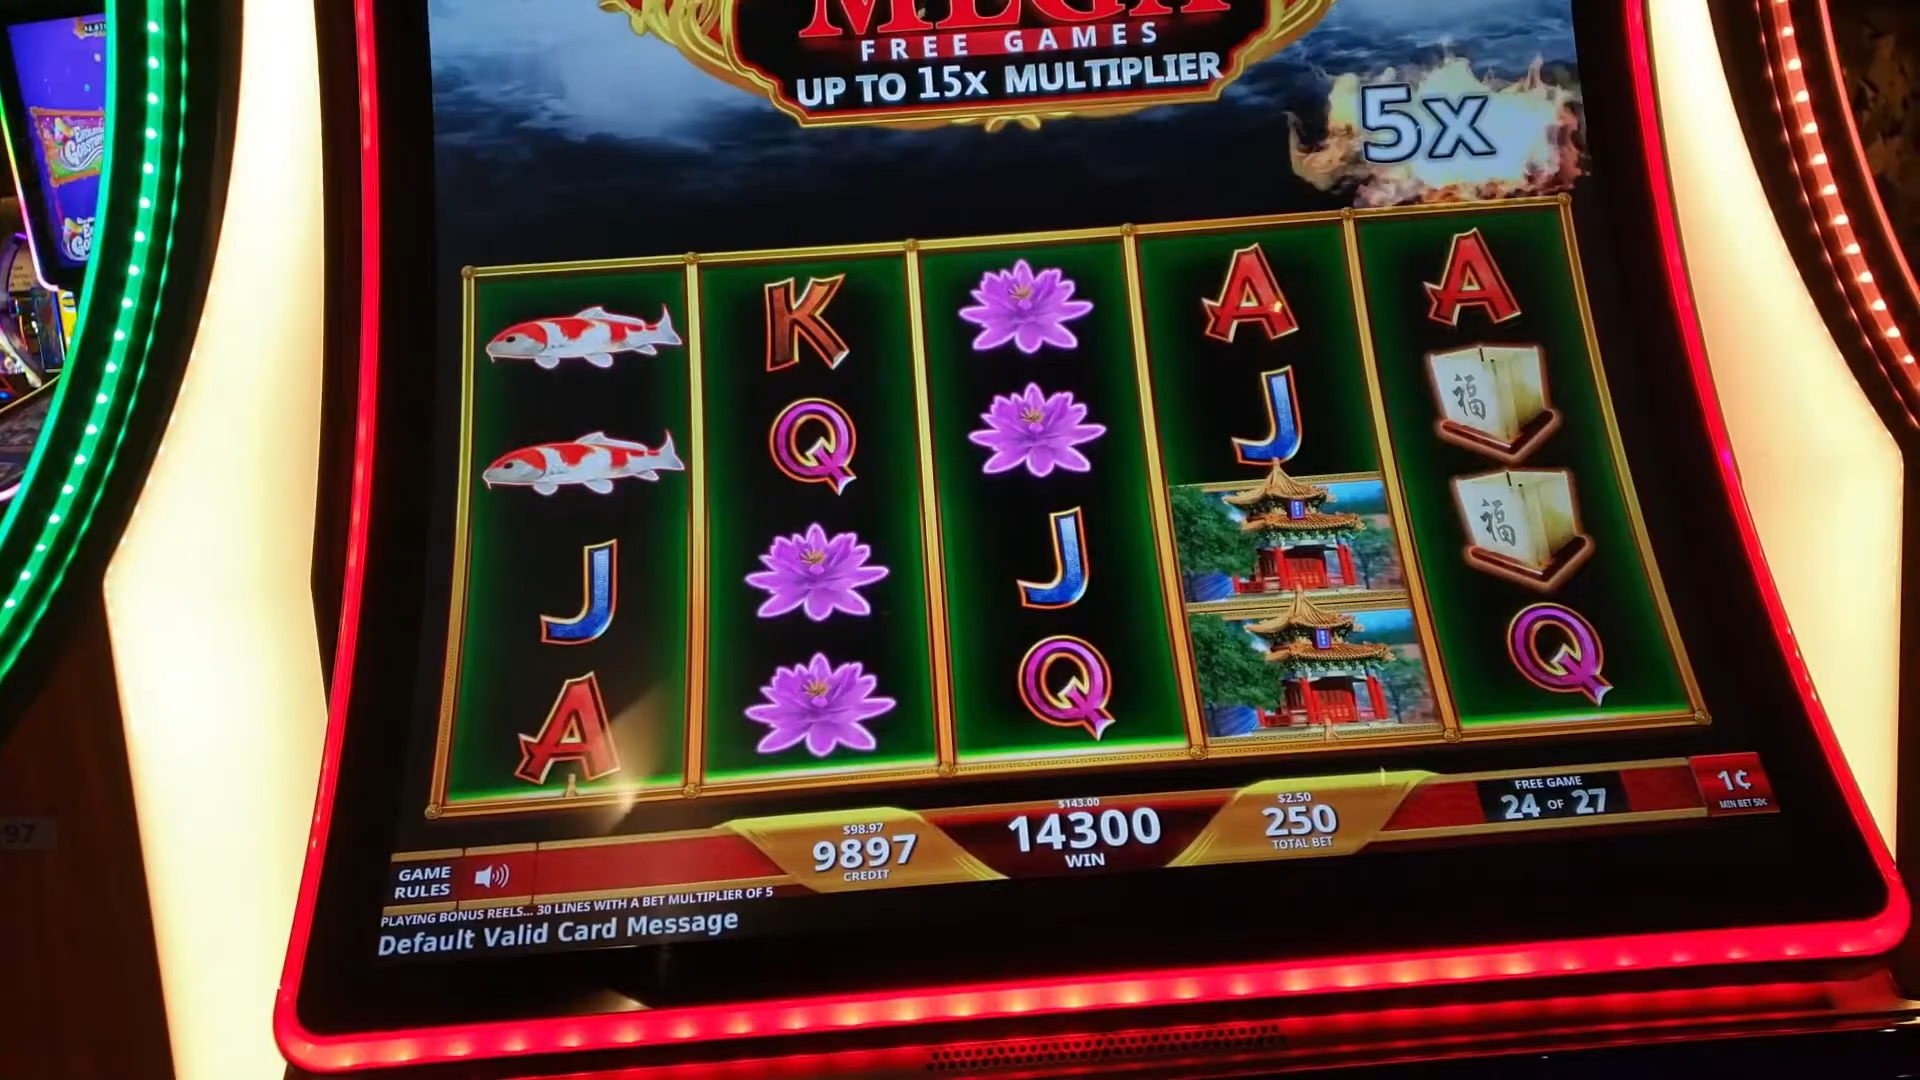 MEGA
FREE GAMES
UP TO 15x MULTIPLIER
5x
K
A
A
Q
J
福
J
J
福
A
Q
Q
$98.97
9897
CREDIT
$143.00
14300
WIN
$2.50
250
TOTAL BET
FREE GAME
24 OF 27
1¢
MIN BET 50¢
GAME
RULES
PLAYING BONUS REELS... 30 LINES WITH A BET MULTIPLIER OF 5
Default Valid Card Message